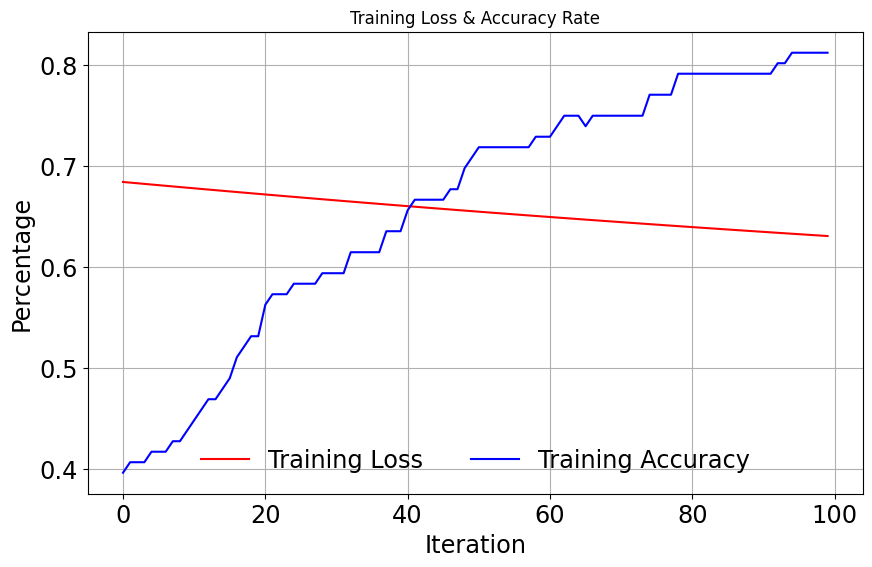 Training Loss & Accuracy Rate
Percentage
0.8
0.7
0.6
0.5
0.4
Training Loss Training Accuracy
0 20 40 60 80 100
Iteration